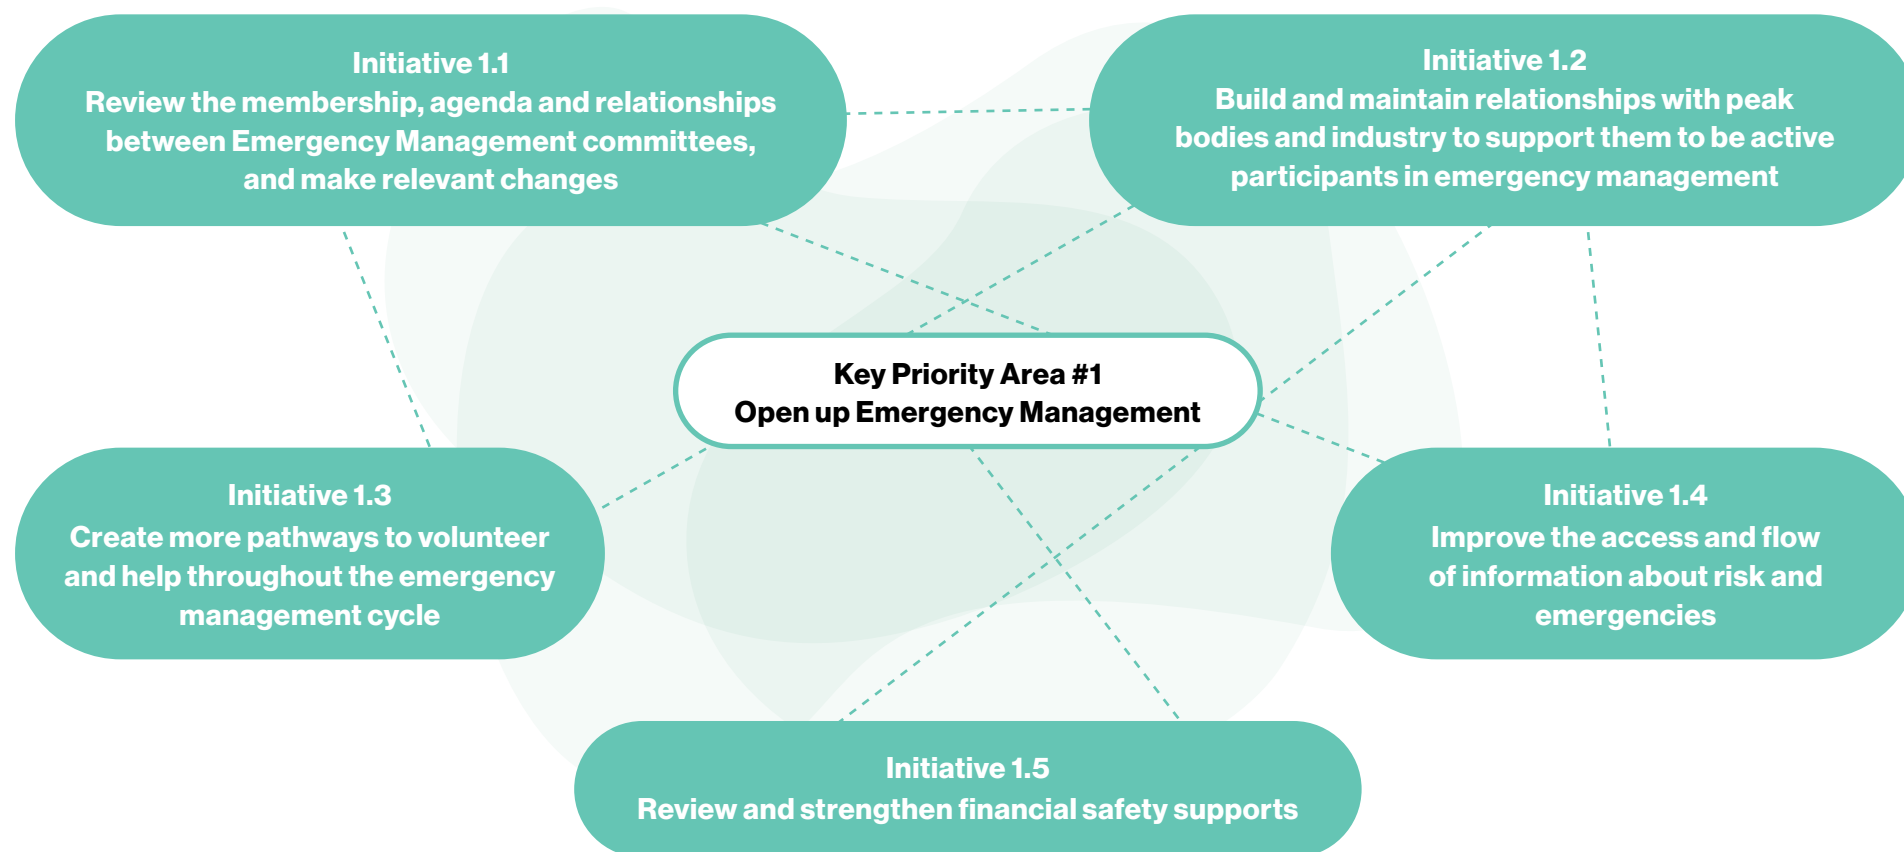 Initiative 1.1
Review the membership, agenda and relationships
between Emergency Management committees,
and make relevant changes
Initiative 1.2
Build and maintain relationships with peak
bodies and industry to support them to be active
participants in emergency management
Key Priority Area #1
Open up Emergency Management
Initiative 1.3
Create more pathways to volunteer
and help throughout the emergency
management cycle
Initiative 1.4
Improve the access and flow
of information about risk and
emergencies
Initiative 1.5
Review and strengthen financial safety supports